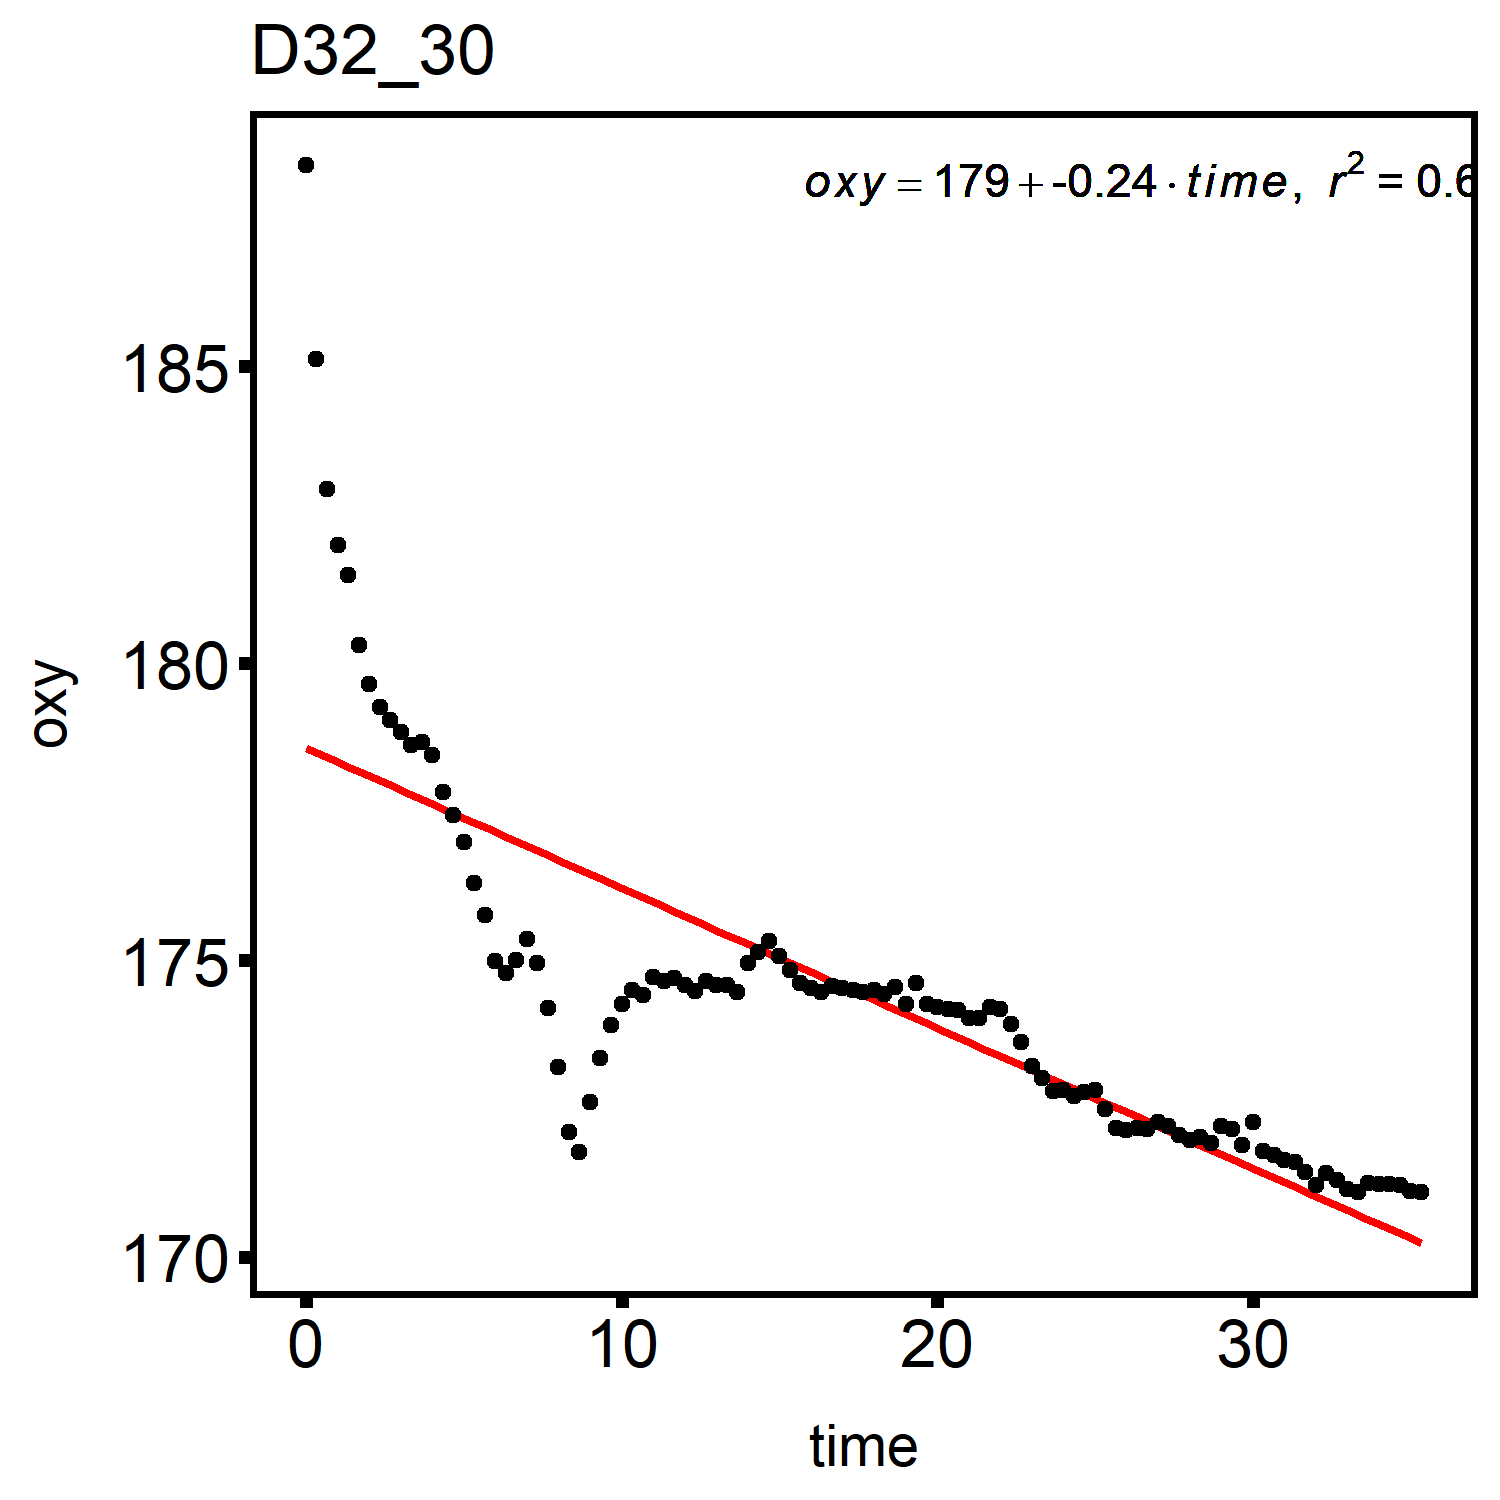 D32_30
oxy = 179 + -0.24 · time, r² = 0.6
185
180
175
170
oxy
0 10 20 30
time